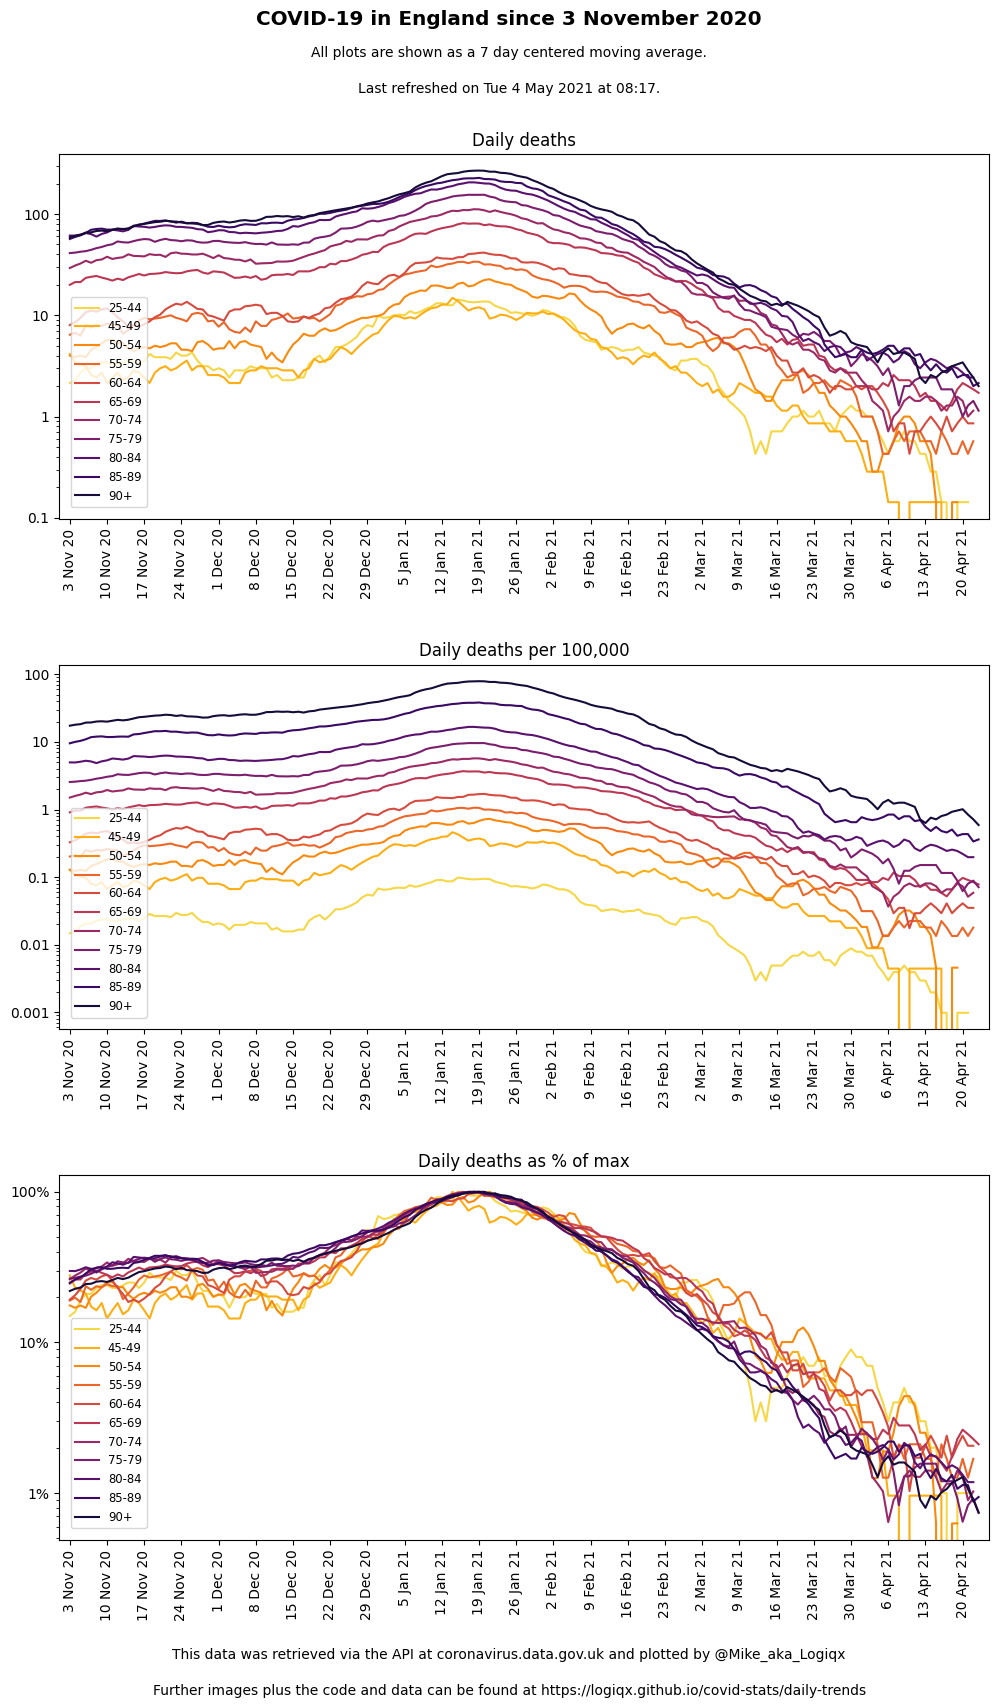 COVID-19 in England since 3 November 2020
All plots are shown as a 7 day centered moving average.
Last refreshed on Tue 4 May 2021 at 08:17.
Daily deaths
100
10
1
0.1
25-44
45-49
50-54
55-59
60-64
65-69
70-74
75-79
80-84
85-89
90+
3 Nov 20
10 Nov 20
17 Nov 20
24 Nov 20
1 Dec 20
8 Dec 20
15 Dec 20
22 Dec 20
29 Dec 20
5 Jan 21
12 Jan 21
19 Jan 21
26 Jan 21
2 Feb 21
9 Feb 21
16 Feb 21
23 Feb 21
2 Mar 21
9 Mar 21
16 Mar 21
23 Mar 21
30 Mar 21
6 Apr 21
13 Apr 21
20 Apr 21
Daily deaths per 100,000
100
10
1
0.1
0.01
0.001
25-44
45-49
50-54
55-59
60-64
65-69
70-74
75-79
80-84
85-89
90+
3 Nov 20
10 Nov 20
17 Nov 20
24 Nov 20
1 Dec 20
8 Dec 20
15 Dec 20
22 Dec 20
29 Dec 20
5 Jan 21
12 Jan 21
19 Jan 21
26 Jan 21
2 Feb 21
9 Feb 21
16 Feb 21
23 Feb 21
2 Mar 21
9 Mar 21
16 Mar 21
23 Mar 21
30 Mar 21
6 Apr 21
13 Apr 21
20 Apr 21
Daily deaths as % of max
100%
10%
1%
25-44
45-49
50-54
55-59
60-64
65-69
70-74
75-79
80-84
85-89
90+
3 Nov 20
10 Nov 20
17 Nov 20
24 Nov 20
1 Dec 20
8 Dec 20
15 Dec 20
22 Dec 20
29 Dec 20
5 Jan 21
12 Jan 21
19 Jan 21
26 Jan 21
2 Feb 21
9 Feb 21
16 Feb 21
23 Feb 21
2 Mar 21
9 Mar 21
16 Mar 21
23 Mar 21
30 Mar 21
6 Apr 21
13 Apr 21
20 Apr 21
This data was retrieved via the API at coronavirus.data.gov.uk and plotted by @Mike_aka_Logiqx
Further images plus the code and data can be found at https://logiqx.github.io/covid-stats/daily-trends